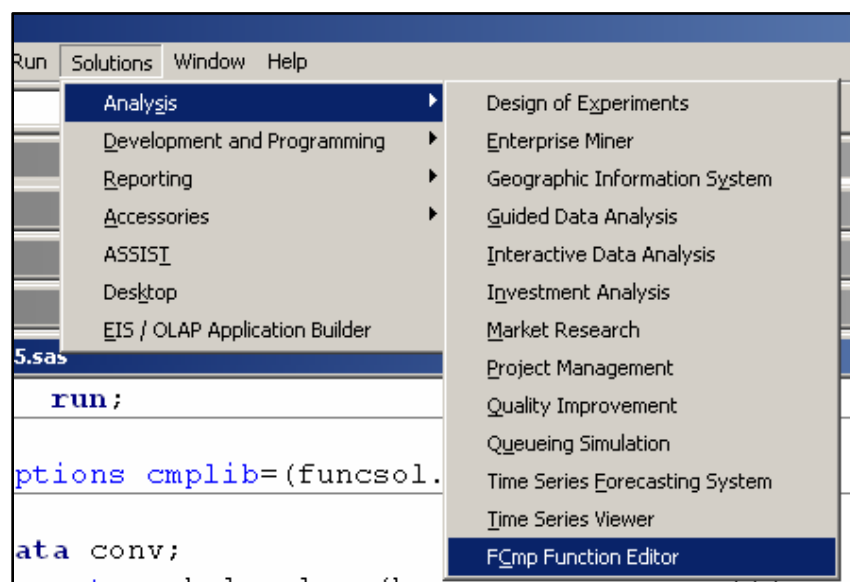 Run Solutions Window Help
Analysis
Development and Programming
Reporting
Accessories
ASSIST
Desktop
EIS / OLAP Application Builder
Design of Experiments
Enterprise Miner
Geographic Information System
Guided Data Analysis
Interactive Data Analysis
Investment Analysis
Market Research
Project Management
Quality Improvement
Queueing Simulation
Time Series Forecasting System
Time Series Viewer
FCmp Function Editor
5.sas
run;
ptions cmplib=(funcsol.
ata conv;